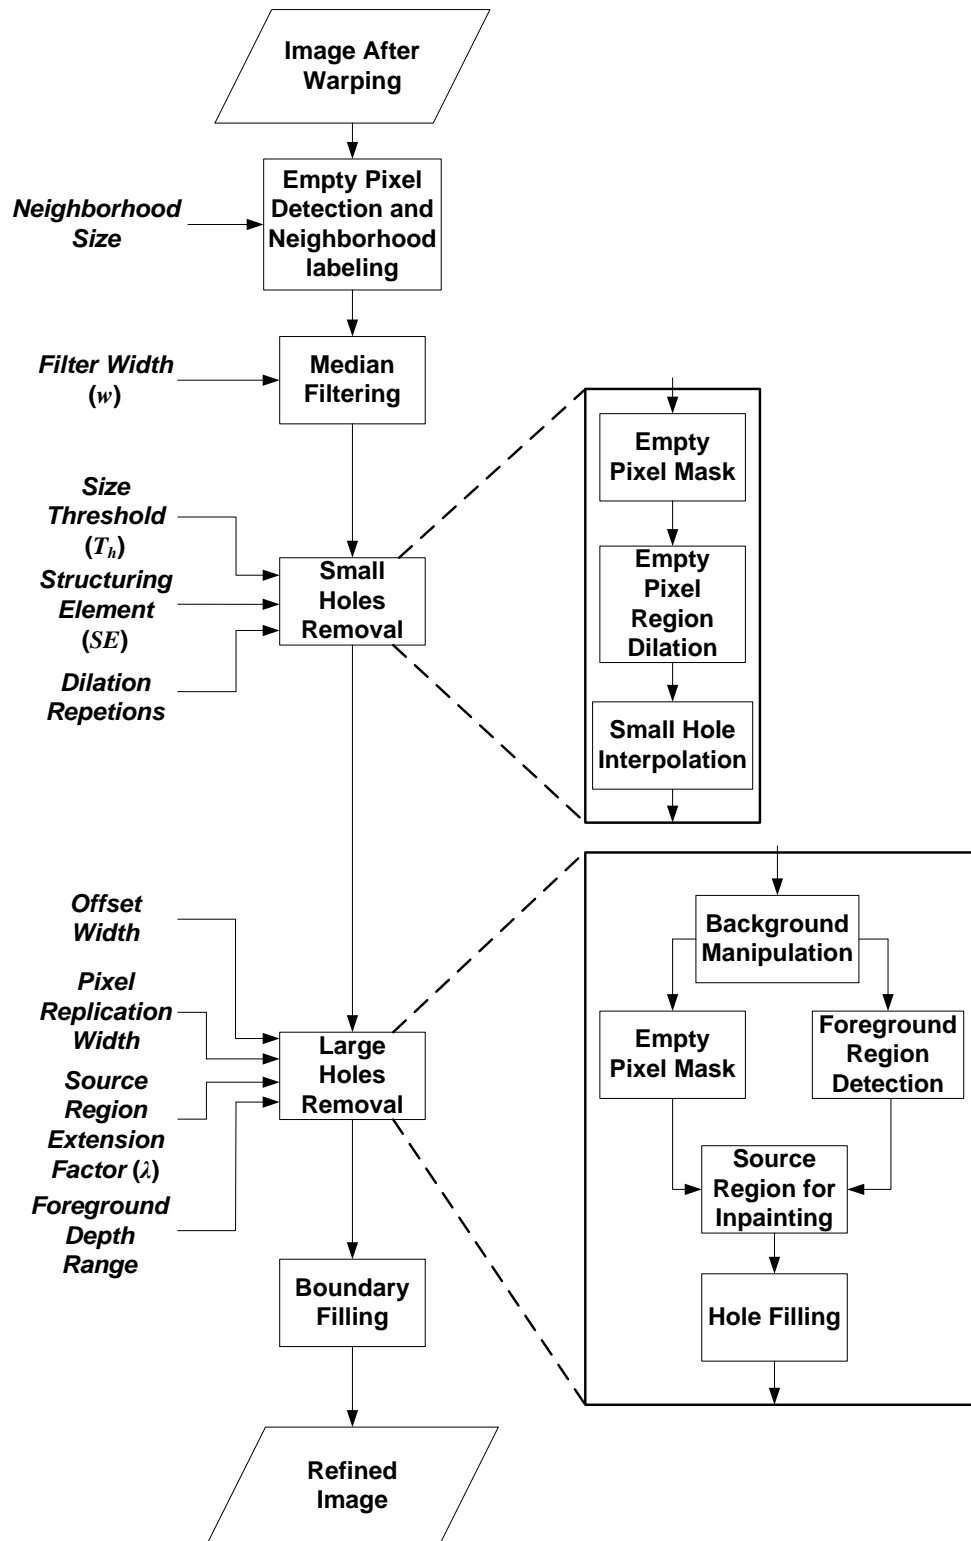 Image After
Warping
Empty Pixel
Detection and
Neighborhood
labeling
Neighborhood
Size
Median
Filtering
Filter Width
(w)
Size
Threshold
(Th)
Structuring
Element
(SE)
Dilation
Repetions
Small
Holes
Removal
Empty
Pixel Mask
Empty
Pixel
Region
Dilation
Small Hole
Interpolation
Offset
Width
Pixel
Replication
Width
Source
Region
Extension
Factor (λ)
Foreground
Depth
Range
Large
Holes
Removal
Background
Manipulation
Empty
Pixel Mask
Foreground
Region
Detection
Source
Region for
Inpainting
Hole Filling
Boundary
Filling
Refined
Image